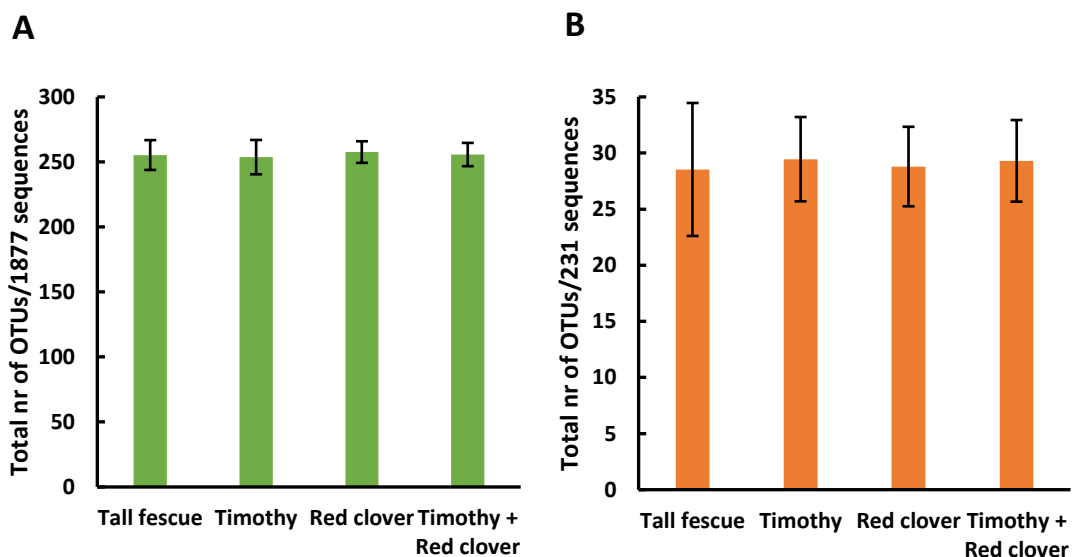 A
Total nr of OTUs/1877 sequences
300
250
200
150
100
50
0
Tall fescue Timothy Red clover Timothy +
Red clover
B
Total nr of OTUs/231 sequences
35
30
25
20
15
10
5
0
Tall fescue Timothy Red clover Timothy +
Red clover